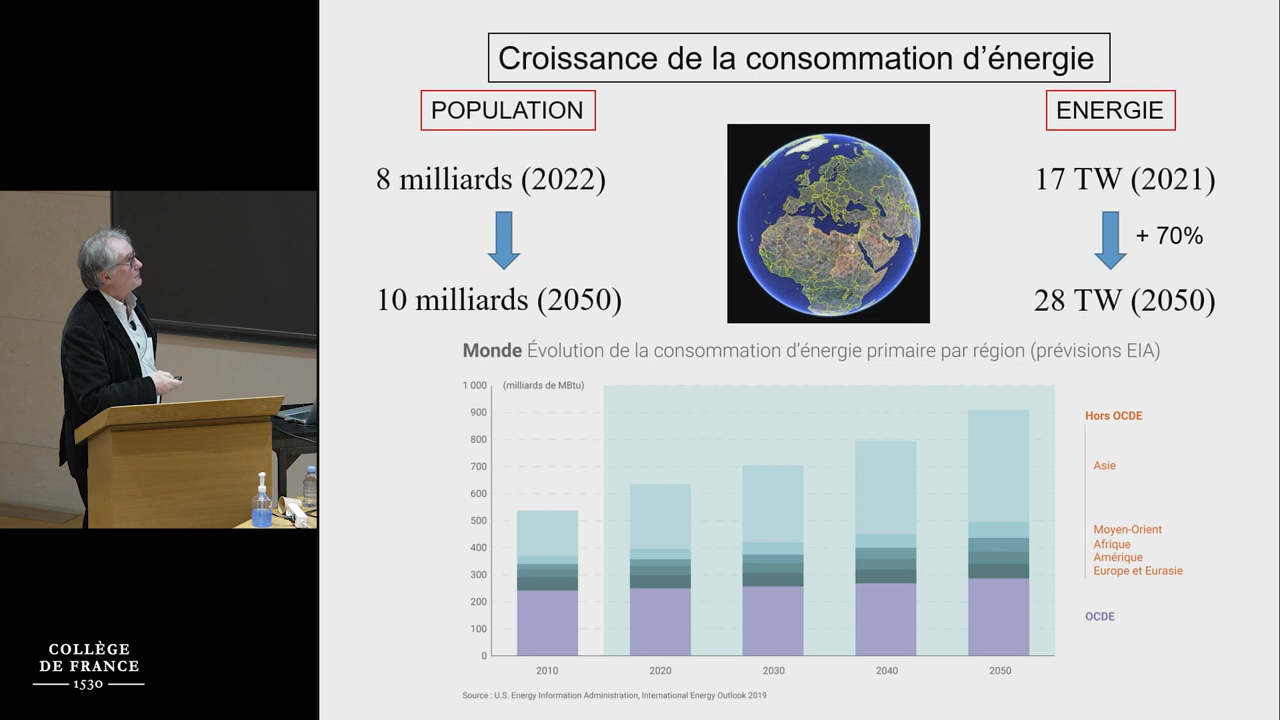 Croissance de la consommation d’énergie
POPULATION
ENERGIE
8 milliards (2022)
17 TW (2021)
+ 70%
10 milliards (2050)
28 TW (2050)
Monde Évolution de la consommation d’énergie primaire par région (prévisions EIA)
1 000
(milliards de MBtu)
900
800
700
600
500
400
300
200
100
0
2010
2020
2030
2040
2050
Hors OCDE
Asie
Moyen-Orient
Afrique
Amérique
Europe et Eurasie
OCDE
Source : U.S. Energy Information Administration, International Energy Outlook 2019
COLLÈGE
DE FRANCE
1530